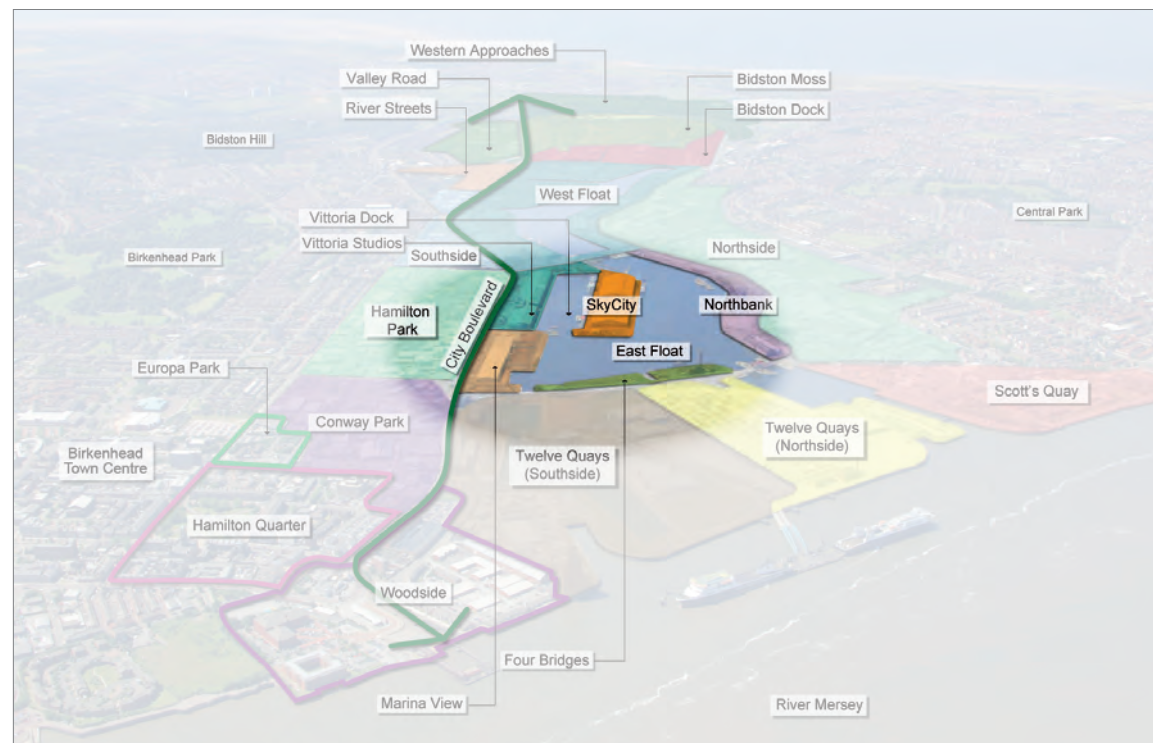 Western Approaches
Valley Road
Bidston Moss
River Streets
Bidston Dock
Bidston Hill
West Float
Vittoria Dock
Central Park
Vittoria Studios
Southside
Northside
Birkenhead Park
City Boulevard
SkyCity
Northbank
Hamilton
Park
East Float
Europa Park
Scott's Quay
Conway Park
Twelve Quays
(Northside)
Birkenhead
Town Centre
Twelve Quays
(Southside)
Hamilton Quarter
Woodside
Four Bridges
Marina View
River Mersey